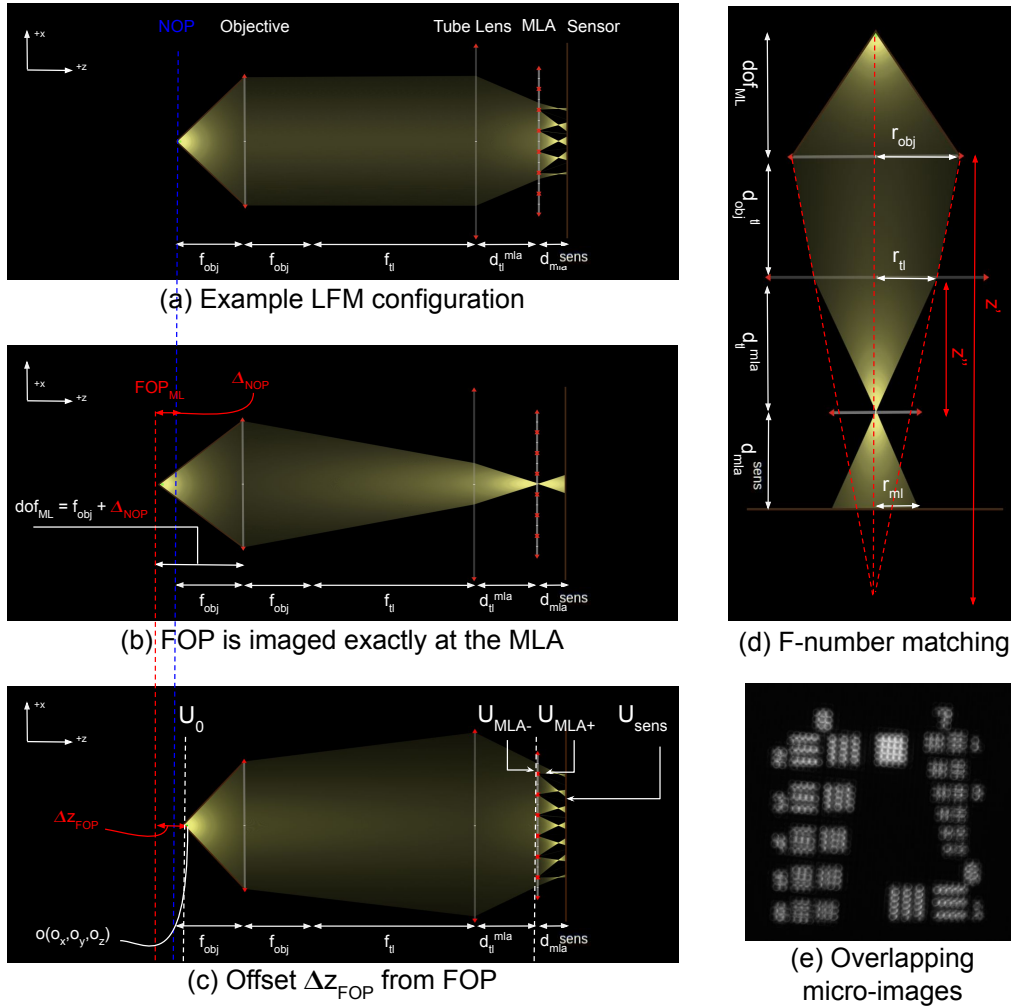 NOP Objective Tube Lens MLA Sensor
+x
+z
f_obj f_obj f_tl d_tl^mla d_mla^sens
(a) Example LFM configuration
+x
+z
FOP_ML Δ_NOP
dof_ML = f_obj + Δ_NOP
f_obj f_obj f_tl d_tl^mla d_mla^sens
(b) FOP is imaged exactly at the MLA
+x
+z
U_0 U_MLA- U_MLA+ U_sens
Δz_FOP
o(o_x,o_y,o_z)
f_obj f_obj f_tl d_tl^mla d_mla^sens
(c) Offset Δz_FOP from FOP
dof_ML
r_obj
d_obj^tl
r_tl
z'
z''
d_tl^mla
d_mla^sens
r_ml
(d) F-number matching
(e) Overlapping
micro-images